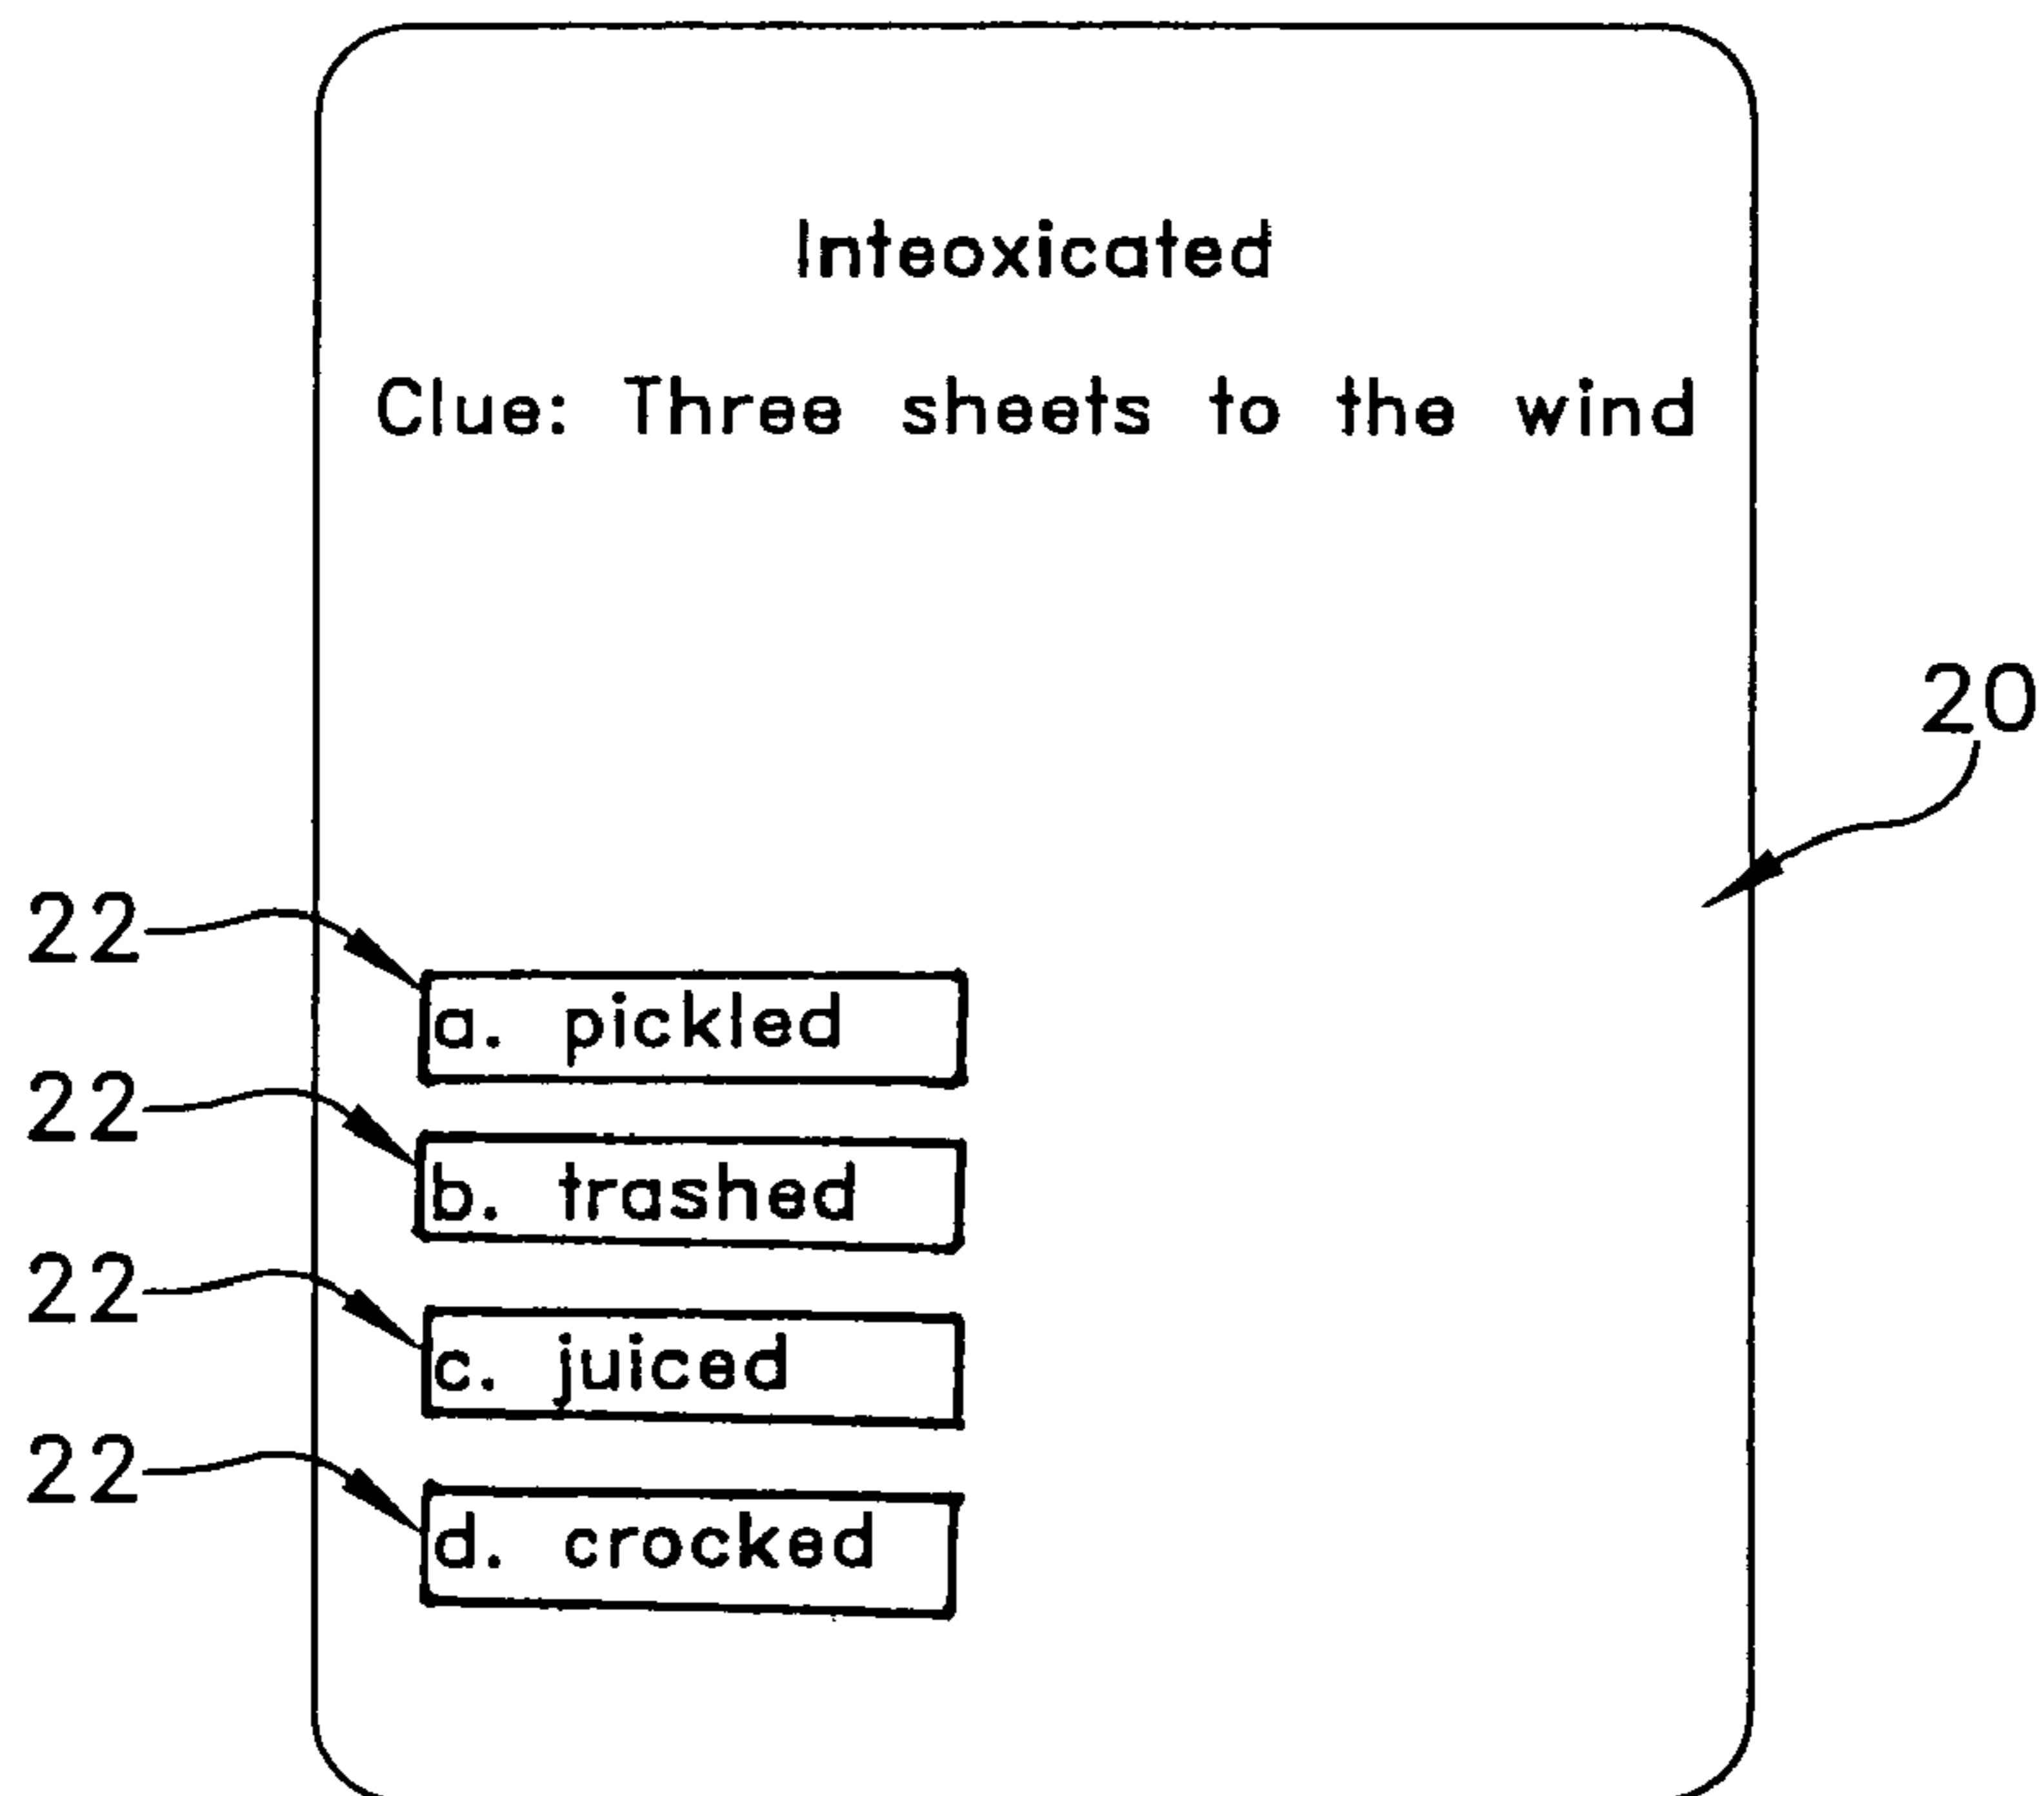 Inteoxicated
Clue: Three sheets to the wind
20
22
a. pickled
22
b. trashed
22
c. juiced
22
d. crocked